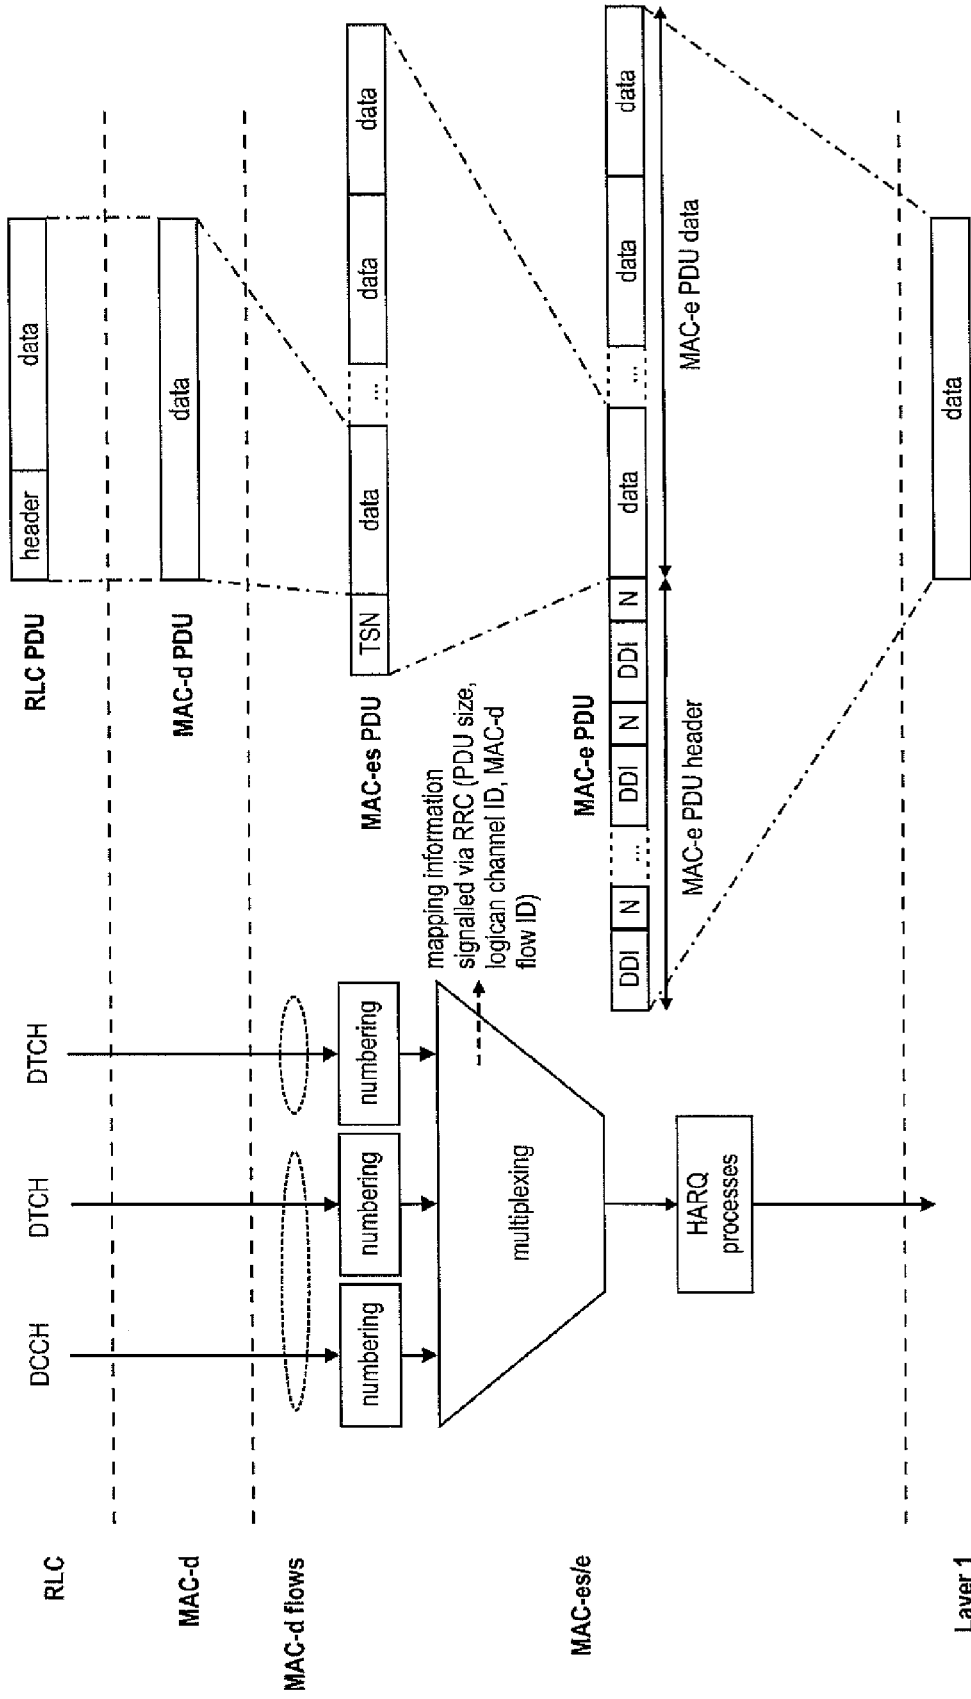 RLC
DCCH
DTCH
DTCH
RLC PDU
header
data
MAC-d
MAC-d PDU
data
MAC-d flows
numbering
numbering
numbering
MAC-es PDU
TSN
data
...
data
data
mapping information
signalled via RRC (PDU size,
logican channel ID, MAC-d
flow ID)
MAC-es/e
multiplexing
MAC-e PDU
DDI
N
...
DDI
N
DDI
N
data
...
data
data
MAC-e PDU header
MAC-e PDU data
HARQ
processes
Layer 1
data